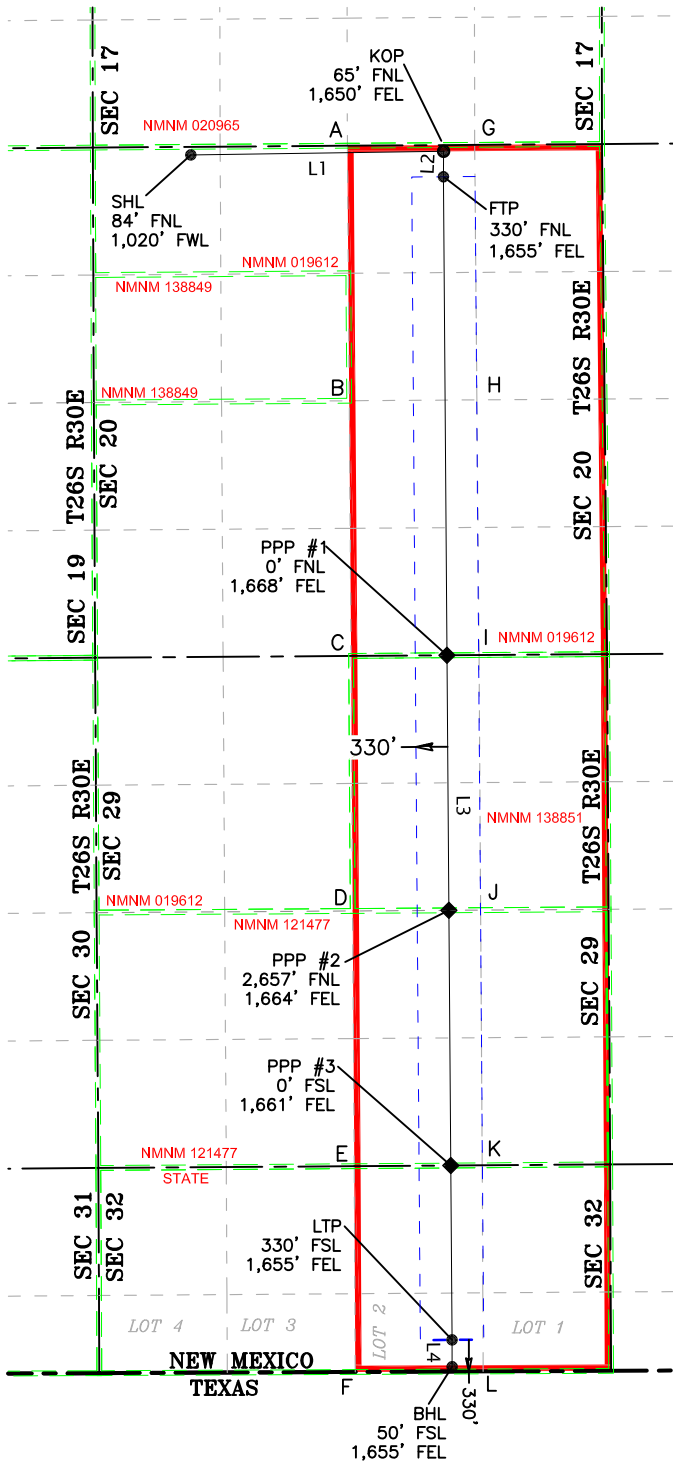 SEC 17
SEC 17
KOP
65' FNL
1,650' FEL
NMNM 020965
A
G
L1
L2
SHL
84' FNL
1,020' FWL
FTP
330' FNL
1,655' FEL
NMNM 019612
NMNM 138849
NMNM 138849
B
H
T26S R30E
SEC 19
SEC 20
T26S R30E
SEC 20
PPP #1
0' FNL
1,668' FEL
C
I
NMNM 019612
330'
L3
NMNM 138851
T26S R30E
SEC 30
SEC 29
T26S R30E
SEC 29
NMNM 019612
D
J
NMNM 121477
PPP #2
2,657' FNL
1,664' FEL
PPP #3
0' FSL
1,661' FEL
NMNM 121477
E
K
STATE
SEC 31
SEC 32
SEC 32
LTP
330' FSL
1,655' FEL
LOT 4
LOT 3
LOT 2
LOT 1
L4
NEW MEXICO
TEXAS
F
L
330'
BHL
50' FSL
1,655' FEL